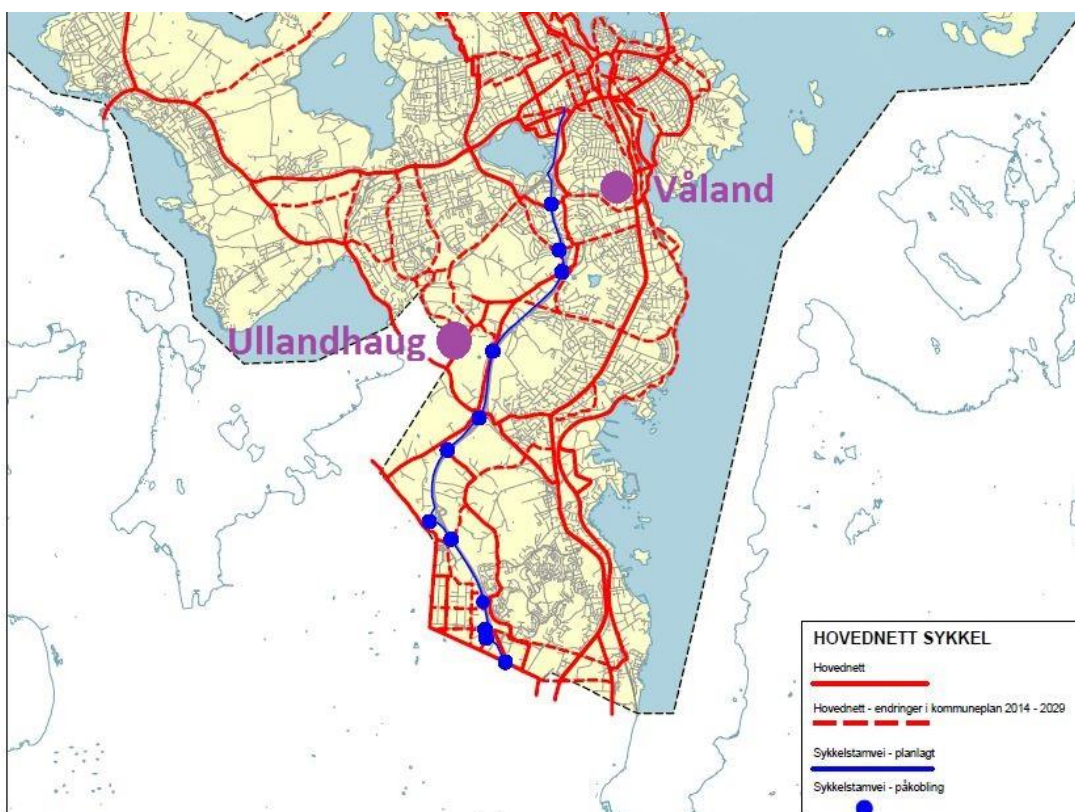 Våland
Ullandhaug
HOVEDNETT SYKKEL
Hovednett
Hovednett - endringer i kommuneplan 2014 - 2029
Sykkelstamvei - planlagt
Sykkelstamvei - påkobling